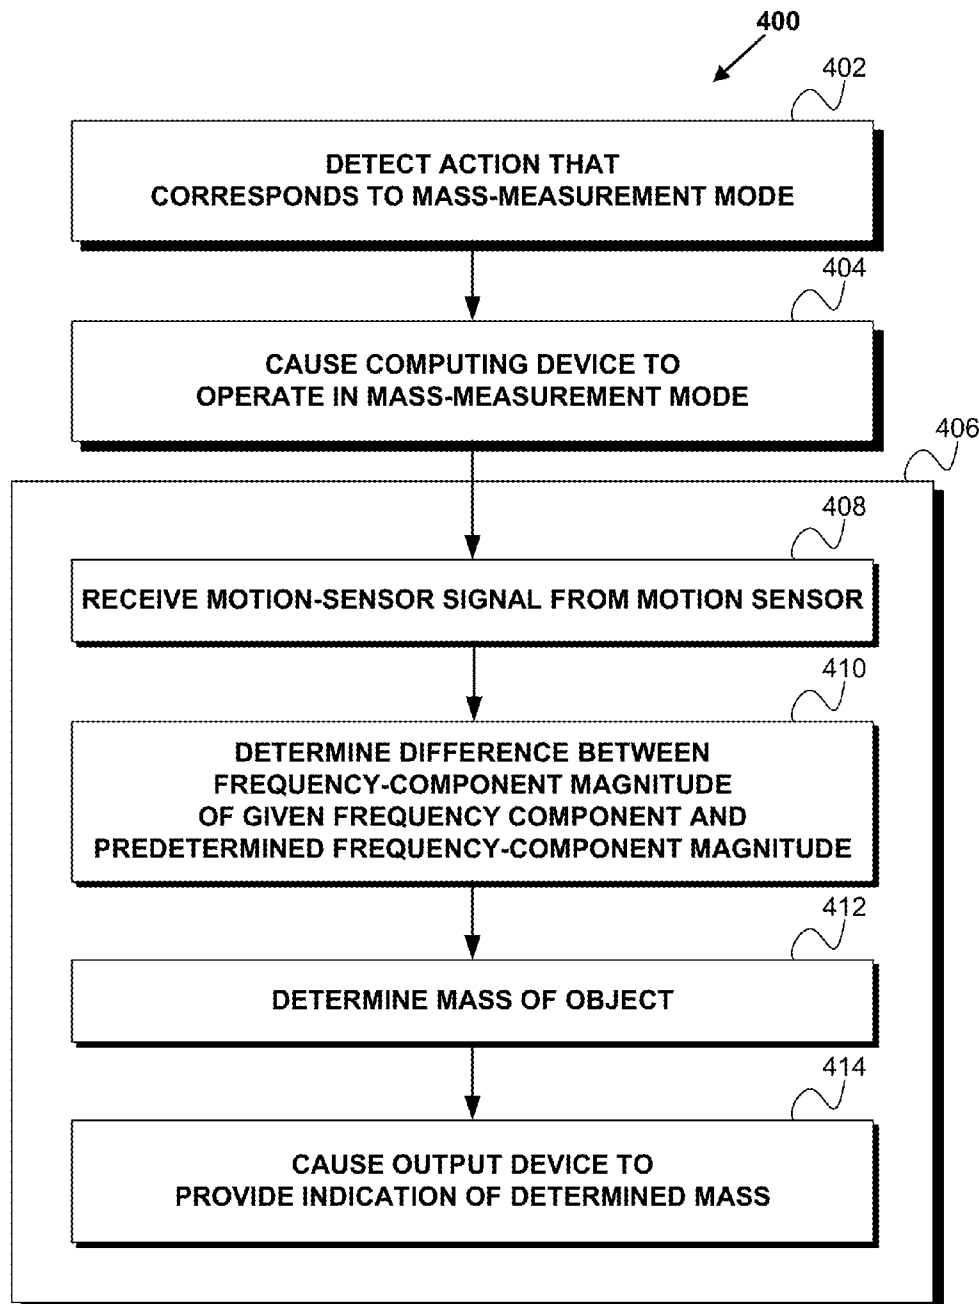 400
402
DETECT ACTION THAT
CORRESPONDS TO MASS-MEASUREMENT MODE
404
CAUSE COMPUTING DEVICE TO
OPERATE IN MASS-MEASUREMENT MODE
406
408
RECEIVE MOTION-SENSOR SIGNAL FROM MOTION SENSOR
410
DETERMINE DIFFERENCE BETWEEN
FREQUENCY-COMPONENT MAGNITUDE
OF GIVEN FREQUENCY COMPONENT AND
PREDETERMINED FREQUENCY-COMPONENT MAGNITUDE
412
DETERMINE MASS OF OBJECT
414
CAUSE OUTPUT DEVICE TO
PROVIDE INDICATION OF DETERMINED MASS